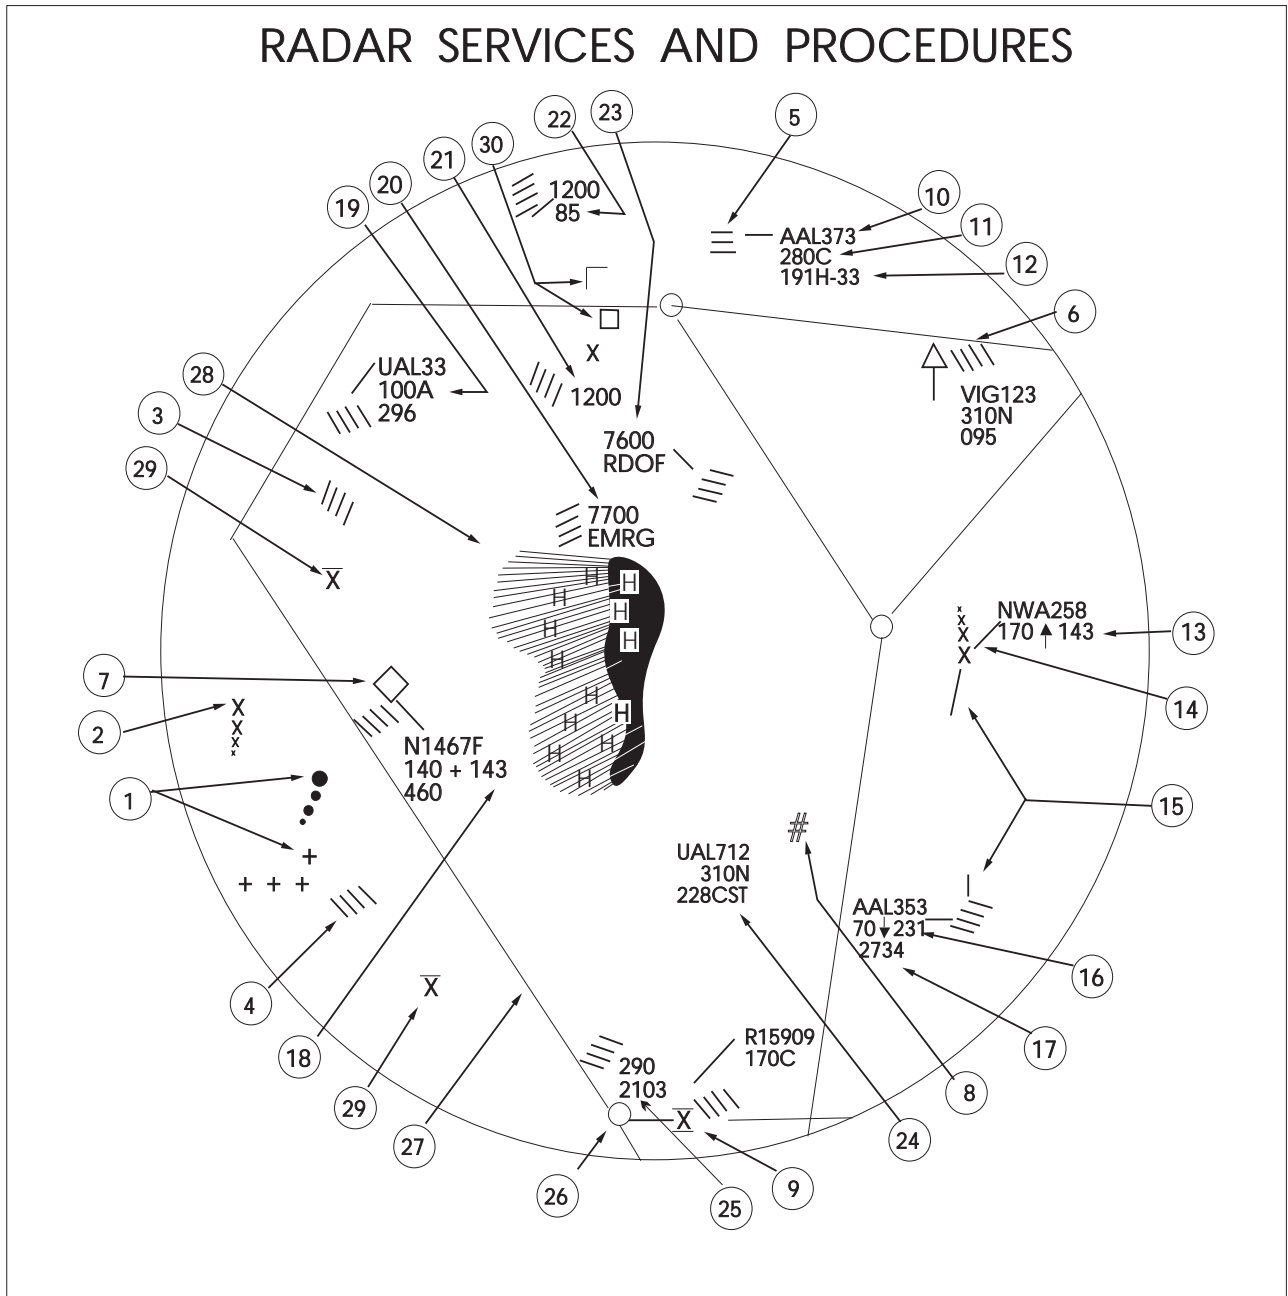 RADAR SERVICES AND PROCEDURES
23
22
5
30
21
20
19
1200
85
10
AAL373
280C
191H-33
11
12
6
28
UAL33
100A
296
X
1200
VIG123
310N
095
3
7600
RDOF
29
7700
EMRG
X
H
H
H
H
H
H
H
H
H
H
H
H
H
H
x
x
X
X
NWA258
170 143
13
7
2
X
X
x
x
N1467F
140 + 143
460
14
1
+
+ + +
15
#
UAL712
310N
228CST
AAL353
70 231
2734
16
4
X
18
17
R15909
170C
290
2103
29
8
X
27
24
26
9
25